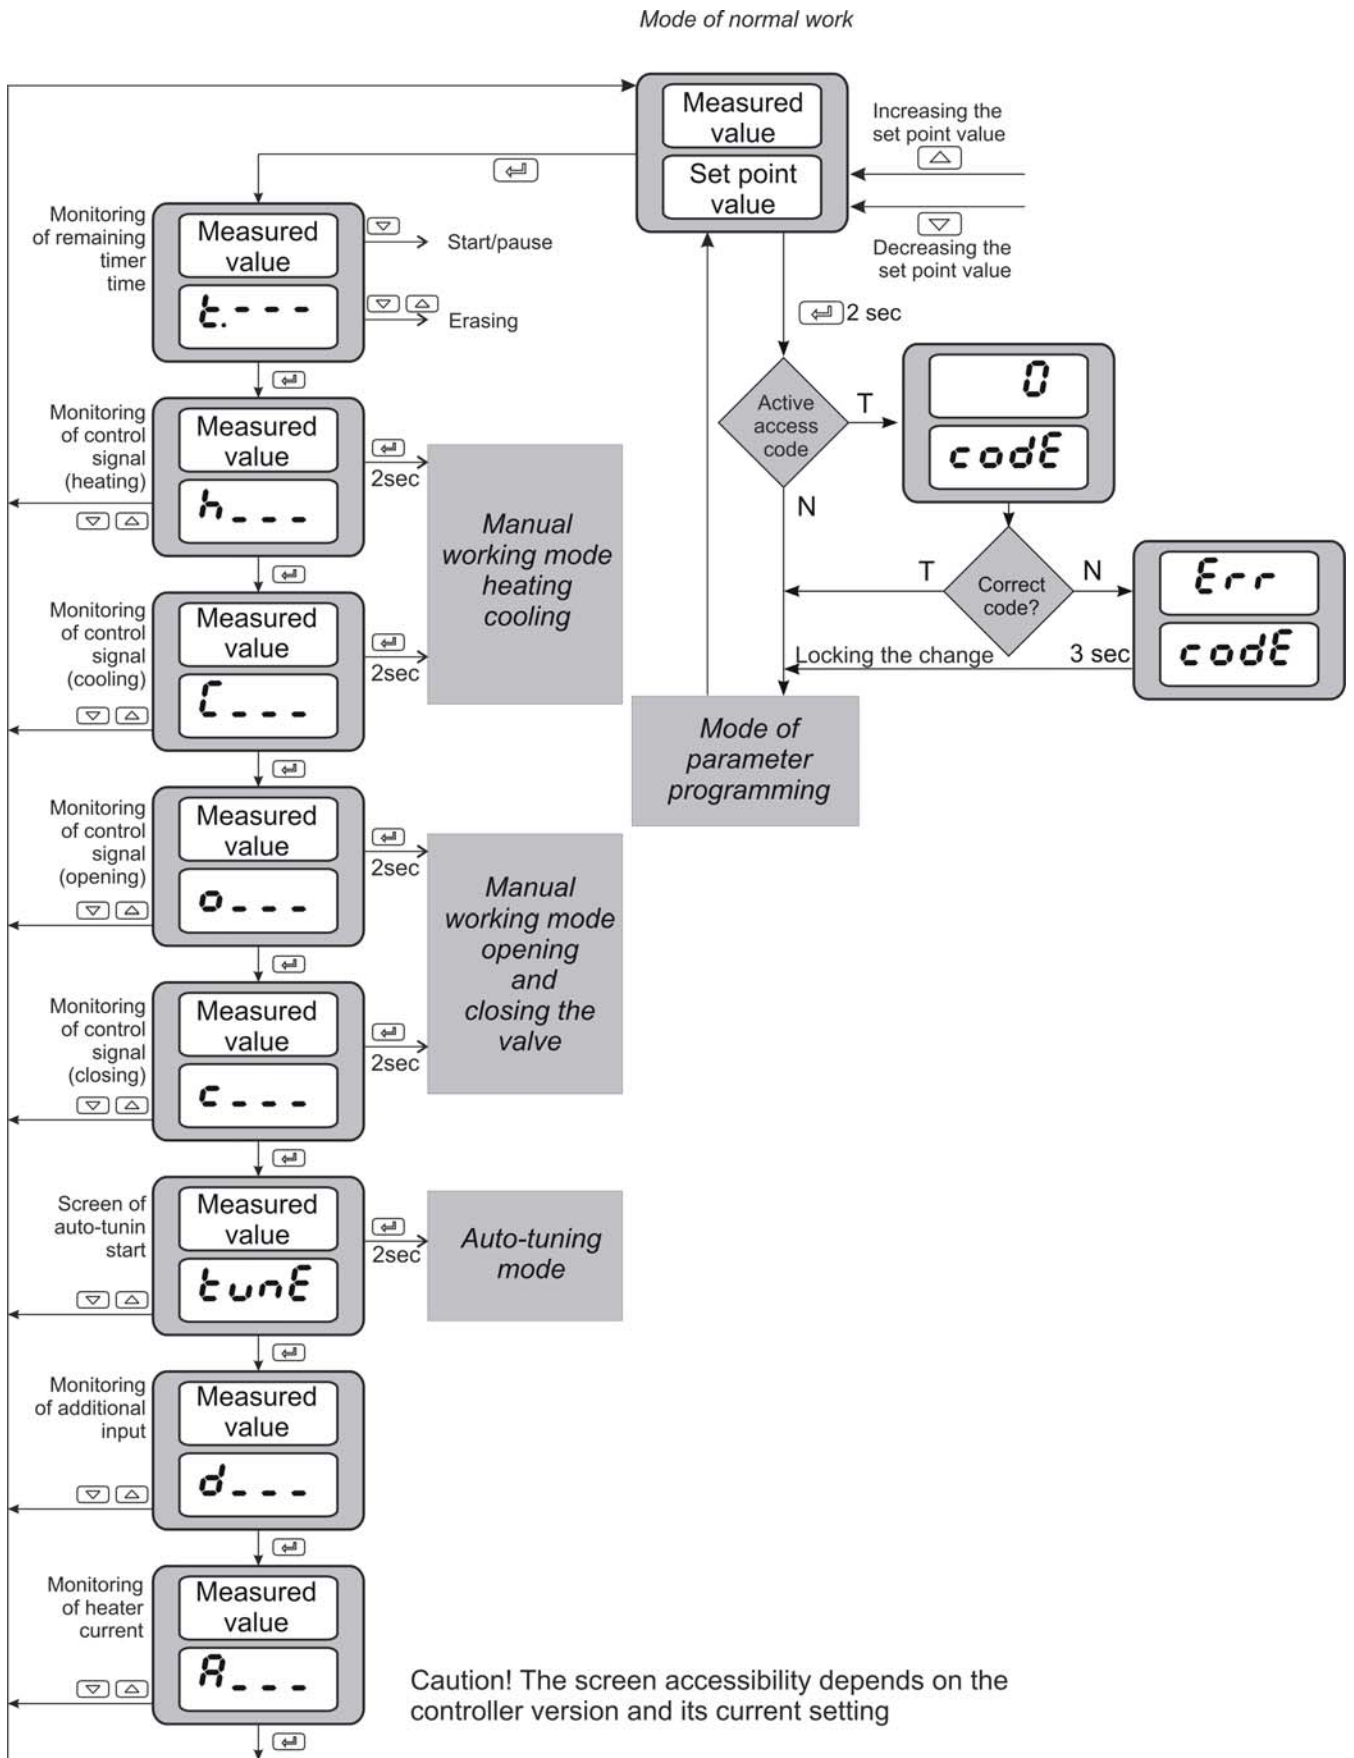 Mode of normal work
Measured
value
Set point
value
Increasing the
set point value
Decreasing the
set point value
Monitoring
of remaining
timer
time
Measured
value
t.---
Start/pause
Erasing
2 sec
Active
access
code
T
N
0
codE
Correct
code?
T
N
Err
codE
Locking the change
3 sec
Mode of
parameter
programming
Monitoring
of control
signal
(heating)
Measured
value
h---
2sec
Manual
working mode
heating
cooling
Monitoring
of control
signal
(cooling)
Measured
value
C---
2sec
Monitoring
of control
signal
(opening)
Measured
value
o---
2sec
Manual
working mode
opening
and
closing the
valve
Monitoring
of control
signal
(closing)
Measured
value
c---
2sec
Screen of
auto-tunin
start
Measured
value
tunE
2sec
Auto-tuning
mode
Monitoring
of additional
input
Measured
value
d---
Monitoring
of heater
current
Measured
value
A---
Caution! The screen accessibility depends on the
controller version and its current setting